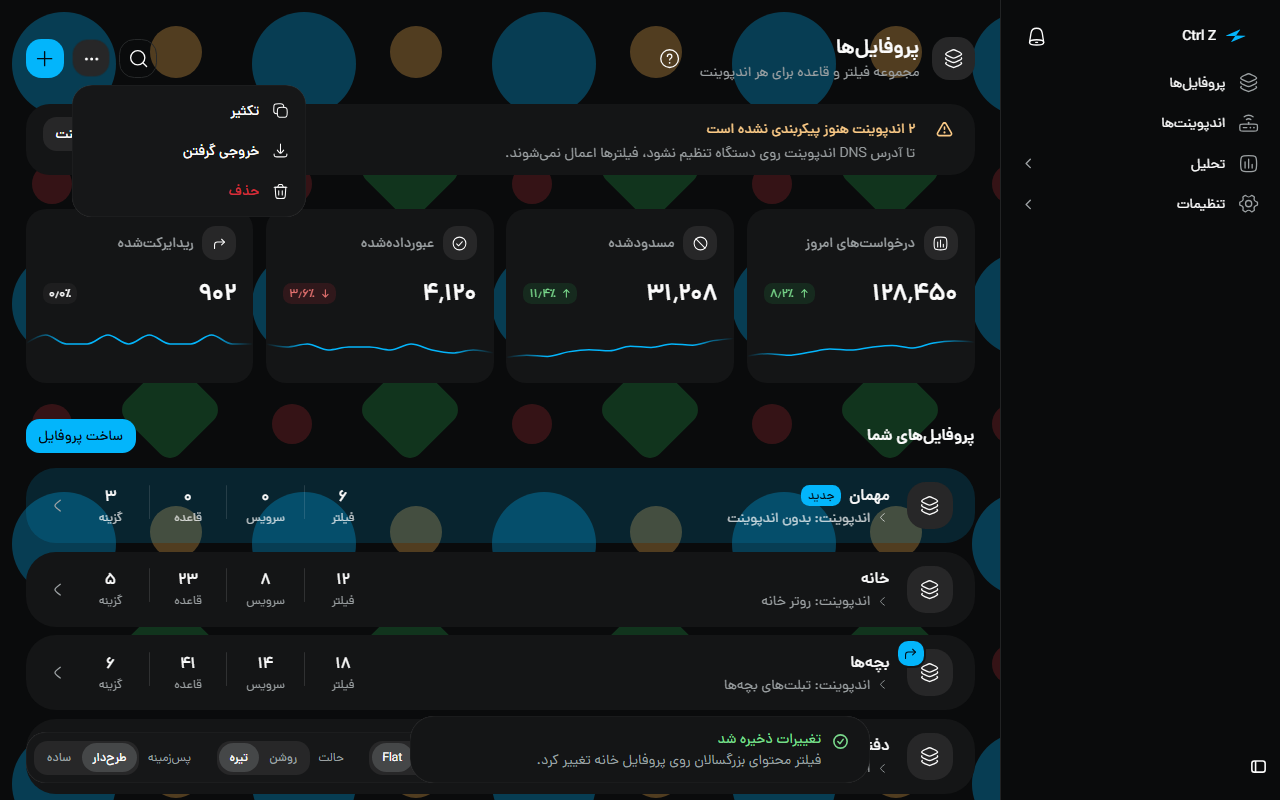 Ctrl Z
پروفایل‌ها
اندپوینت‌ها
تحلیل
تنظیمات
پروفایل‌ها
مجموعه فیلتر و قاعده برای هر اندپوینت
تکثیر
خروجی گرفتن
حذف
۲ اندپوینت هنوز پیکربندی نشده است
تا آدرس DNS اندپوینت روی دستگاه تنظیم نشود، فیلترها اعمال نمی‌شوند.
درخواست‌های امروز
۱۲۸,۴۵۰
۸٫۲٪
مسدودشده
۳۱,۲۰۸
۱۱٫۴٪
عبورداده‌شده
۴,۱۲۰
۳٫۶٪
ریدایرکت‌شده
۹۰۲
۰٫۰٪
پروفایل‌های شما
ساخت پروفایل
مهمان جدید
اندپوینت: بدون اندپوینت
۶ ۰ ۰ ۳
فیلتر سرویس قاعده گزینه
خانه
اندپوینت: روتر خانه
۱۲ ۸ ۲۳ ۵
فیلتر سرویس قاعده گزینه
بچه‌ها
اندپوینت: تبلت‌های بچه‌ها
۱۸ ۱۴ ۴۱ ۶
فیلتر سرویس قاعده گزینه
تغییرات ذخیره شد
فیلتر محتوای بزرگسالان روی پروفایل خانه تغییر کرد.
Flat
حالت روشن تیره
پس‌زمینه طرح‌دار ساده